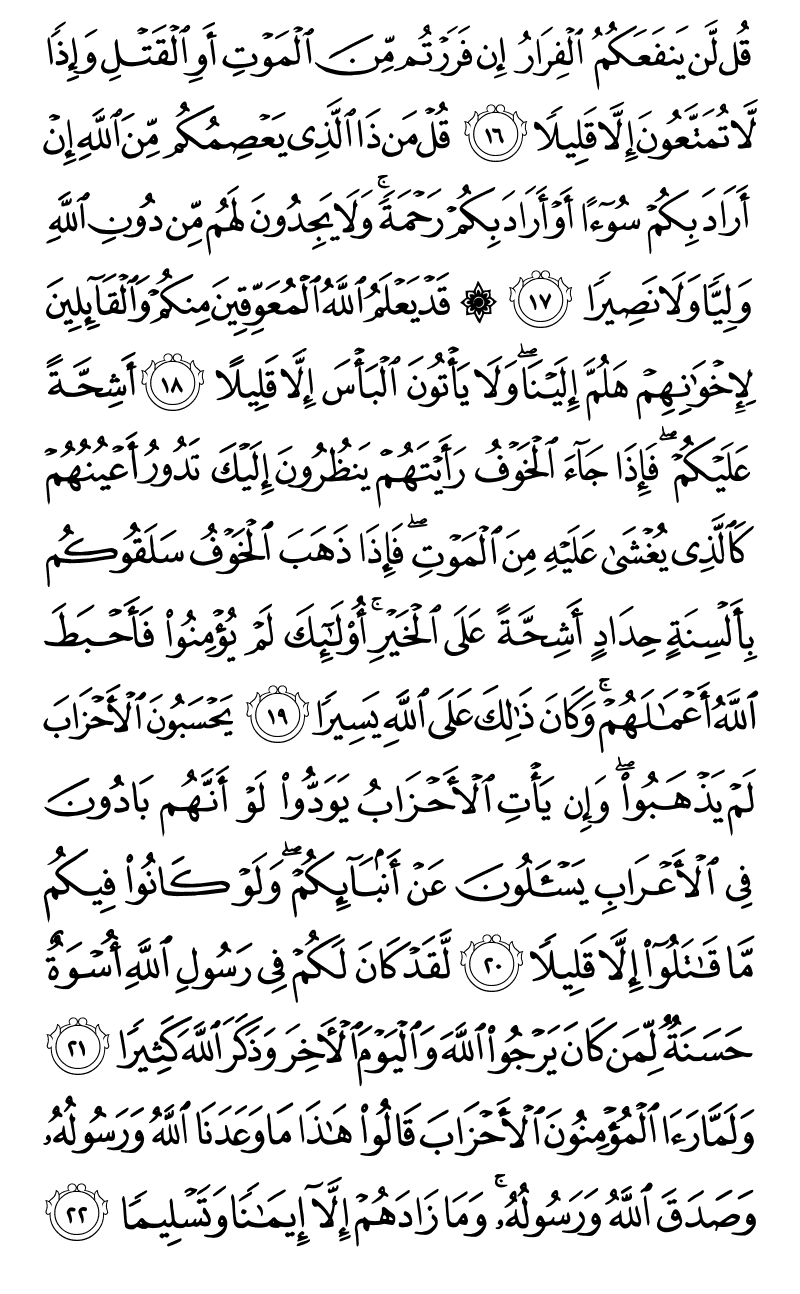 قُل لَّن يَنفَعَكُمُ ٱلۡفِرَارُ إِن فَرَرۡتُم مِّنَ ٱلۡمَوۡتِ أَوِ ٱلۡقَتۡلِ وَإِذٗا
لَّا تُمَتَّعُونَ إِلَّا قَلِيلٗا ١٦ قُلۡ مَن ذَا ٱلَّذِي يَعۡصِمُكُم مِّنَ ٱللَّهِ إِنۡ
أَرَادَ بِكُمۡ سُوٓءًا أَوۡ أَرَادَ بِكُمۡ رَحۡمَةٗۚ وَلَا يَجِدُونَ لَهُم مِّن دُونِ ٱللَّهِ
وَلِيّٗا وَلَا نَصِيرٗا ١٧ ۞ قَدۡ يَعۡلَمُ ٱللَّهُ ٱلۡمُعَوِّقِينَ مِنكُمۡ وَٱلۡقَآئِلِينَ
لِإِخۡوَٰنِهِمۡ هَلُمَّ إِلَيۡنَاۖ وَلَا يَأۡتُونَ ٱلۡبَأۡسَ إِلَّا قَلِيلًا ١٨ أَشِحَّةً
عَلَيۡكُمۡۖ فَإِذَا جَآءَ ٱلۡخَوۡفُ رَأَيۡتَهُمۡ يَنظُرُونَ إِلَيۡكَ تَدُورُ أَعۡيُنُهُمۡ
كَٱلَّذِي يُغۡشَىٰ عَلَيۡهِ مِنَ ٱلۡمَوۡتِۖ فَإِذَا ذَهَبَ ٱلۡخَوۡفُ سَلَقُوكُم
بِأَلۡسِنَةٍ حِدَادٍ أَشِحَّةً عَلَى ٱلۡخَيۡرِۚ أُوْلَٰٓئِكَ لَمۡ يُؤۡمِنُواْ فَأَحۡبَطَ
ٱللَّهُ أَعۡمَٰلَهُمۡۚ وَكَانَ ذَٰلِكَ عَلَى ٱللَّهِ يَسِيرٗا ١٩ يَحۡسَبُونَ ٱلۡأَحۡزَابَ
لَمۡ يَذۡهَبُواْۖ وَإِن يَأۡتِ ٱلۡأَحۡزَابُ يَوَدُّواْ لَوۡ أَنَّهُم بَادُونَ
فِي ٱلۡأَعۡرَابِ يَسۡـَٔلُونَ عَنۡ أَنۢبَآئِكُمۡۖ وَلَوۡ كَانُواْ فِيكُم
مَّا قَٰتَلُوٓاْ إِلَّا قَلِيلٗا ٢٠ لَّقَدۡ كَانَ لَكُمۡ فِي رَسُولِ ٱللَّهِ أُسۡوَةٌ
حَسَنَةٞ لِّمَن كَانَ يَرۡجُواْ ٱللَّهَ وَٱلۡيَوۡمَ ٱلۡأٓخِرَ وَذَكَرَ ٱللَّهَ كَثِيرٗا ٢١
وَلَمَّا رَءَا ٱلۡمُؤۡمِنُونَ ٱلۡأَحۡزَابَ قَالُواْ هَٰذَا مَا وَعَدَنَا ٱللَّهُ وَرَسُولُهُۥ
وَصَدَقَ ٱللَّهُ وَرَسُولُهُۥۚ وَمَا زَادَهُمۡ إِلَّآ إِيمَٰنٗا وَتَسۡلِيمٗا ٢٢